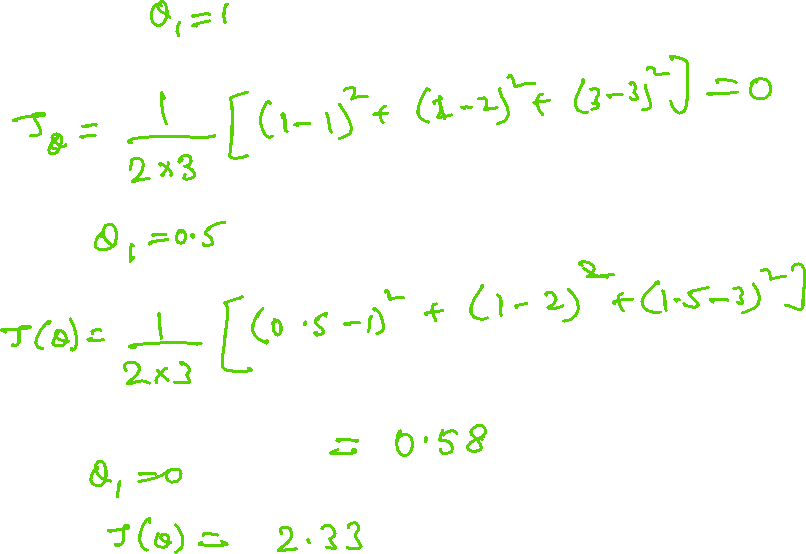 θ₁ = 1
J_θ = 1/(2×3) [(1-1)² + (2-2)² + (3-3)²] = 0
θ₁ = 0.5
J(θ) = 1/(2×3) [(0.5-1)² + (1-2)² + (1.5-3)²]
= 0.58
θ₁ = 0
J(θ) = 2.33